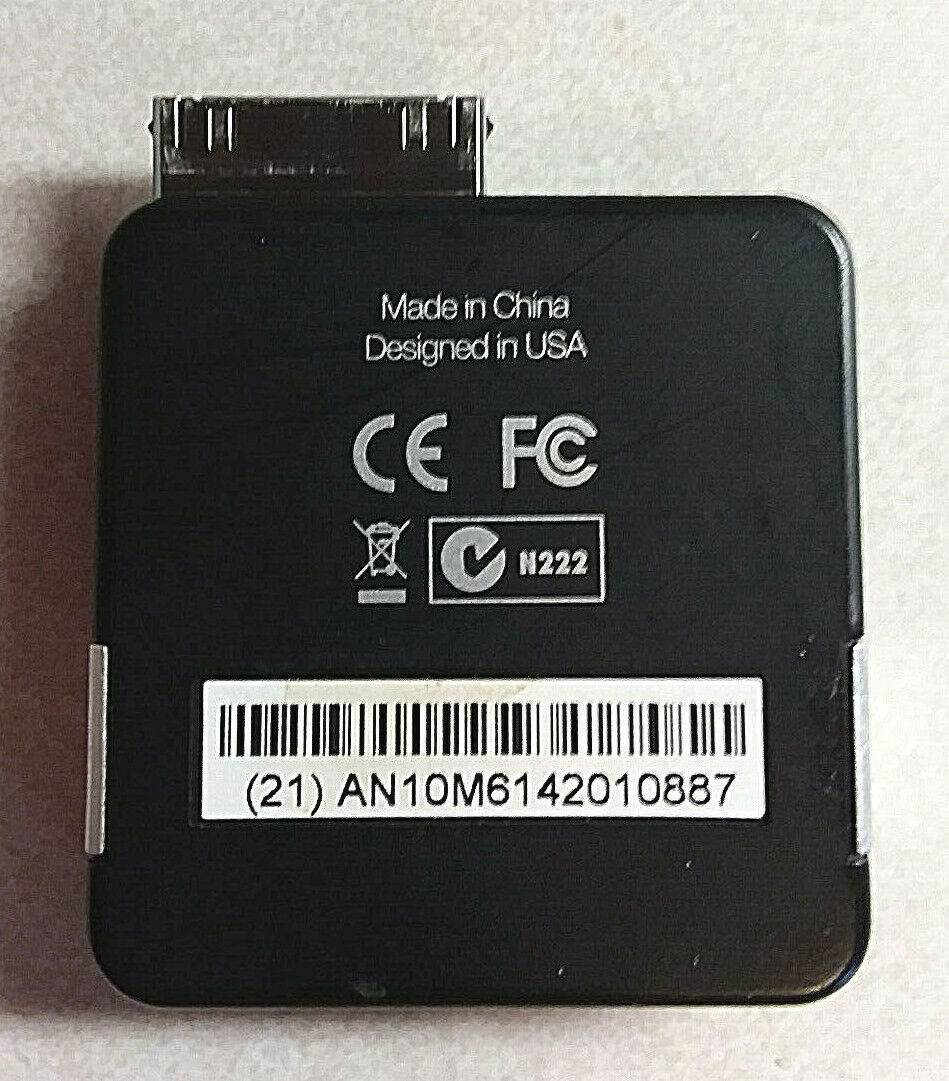 Made in China
Designed in USA
CE FC
N222
(21) AN10M6142010887